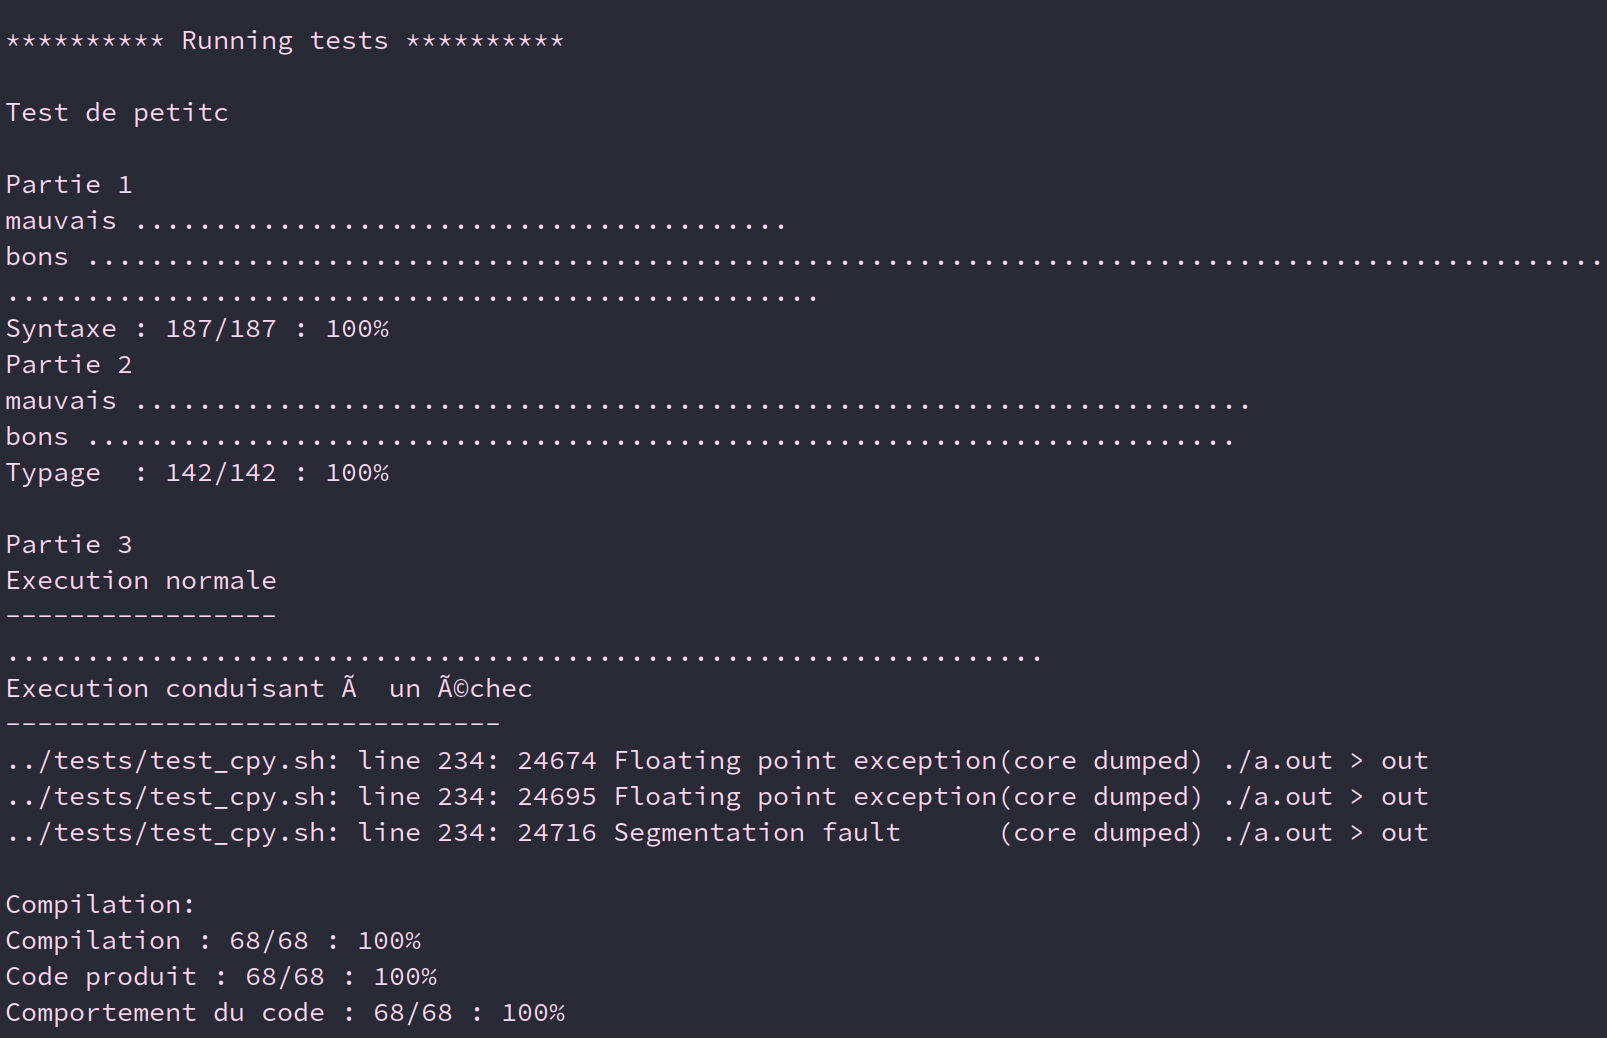 ********** Running tests **********
Test de petitc
Partie 1
mauvais .........................................
bons ...............................................................................................
...................................................
Syntaxe : 187/187 : 100%
Partie 2
mauvais ......................................................................
bons ........................................................................
Typage  : 142/142 : 100%
Partie 3
Execution normale
-----------------
.................................................................
Execution conduisant Ã  un Ã©chec
-------------------------------
../tests/test_cpy.sh: line 234: 24674 Floating point exception(core dumped) ./a.out > out
../tests/test_cpy.sh: line 234: 24695 Floating point exception(core dumped) ./a.out > out
../tests/test_cpy.sh: line 234: 24716 Segmentation fault      (core dumped) ./a.out > out
Compilation:
Compilation : 68/68 : 100%
Code produit : 68/68 : 100%
Comportement du code : 68/68 : 100%